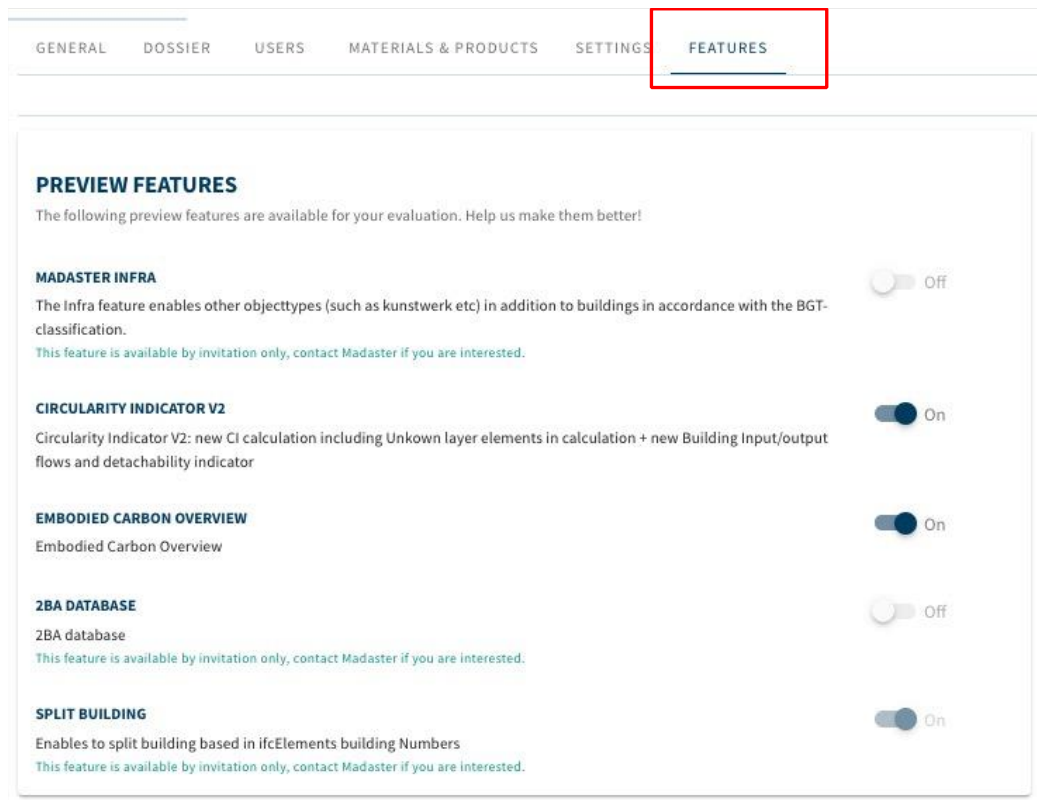 GENERAL DOSSIER USERS MATERIALS & PRODUCTS SETTINGS FEATURES
PREVIEW FEATURES
The following preview features are available for your evaluation. Help us make them better!
MADASTER INFRA
Off
The Infra feature enables other objecttypes (such as kunstwerk etc) in addition to buildings in accordance with the BGT-
classification.
This feature is available by invitation only, contact Madaster if you are interested.
CIRCULARITY INDICATOR V2
On
Circularity Indicator V2: new CI calculation including Unkown layer elements in calculation + new Building Input/output
flows and detachability indicator
EMBODIED CARBON OVERVIEW
On
Embodied Carbon Overview
2BA DATABASE
Off
2BA database
This feature is available by invitation only, contact Madaster if you are interested.
SPLIT BUILDING
On
Enables to split building based in ifcElements building Numbers
This feature is available by invitation only, contact Madaster if you are interested.